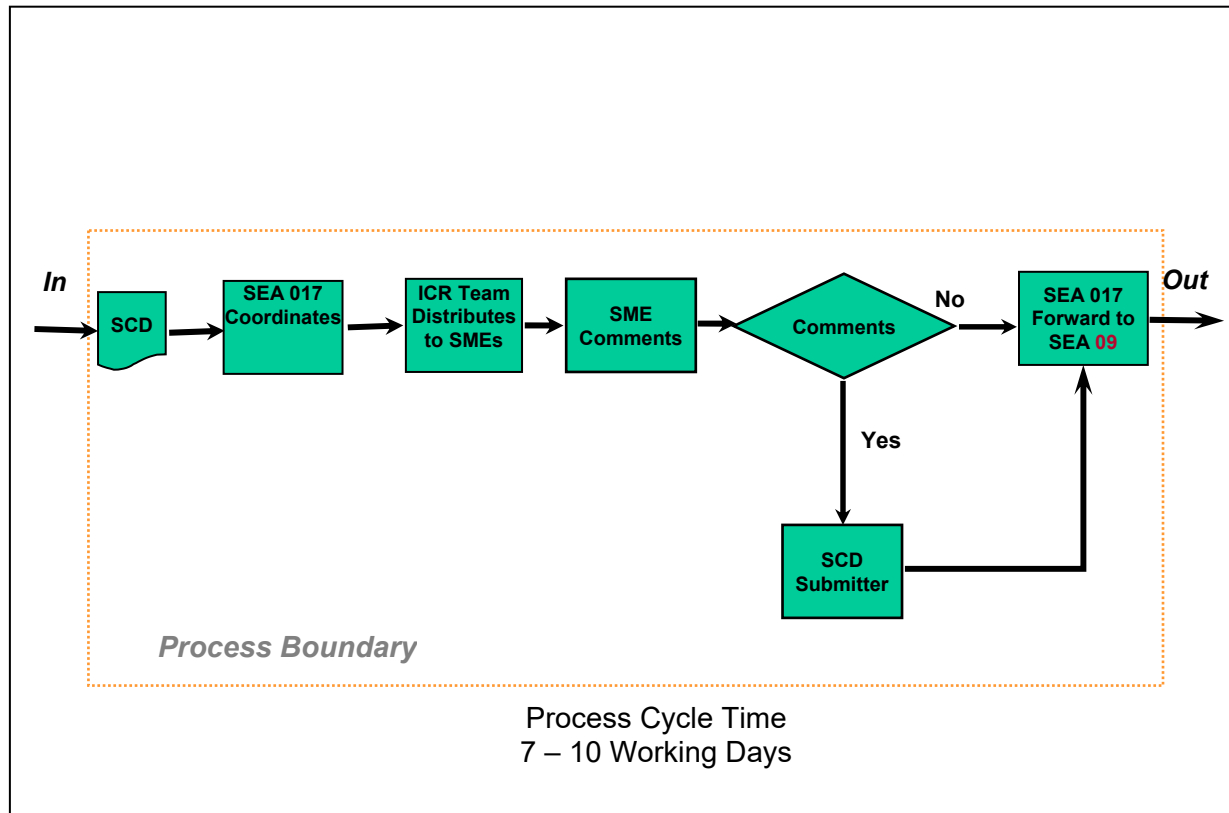 In
SCD
SEA 017
Coordinates
ICR Team
Distributes
to SMEs
SME
Comments
Comments
No
Yes
SCD
Submitter
SEA 017
Forward to
SEA 09
Out
Process Boundary
Process Cycle Time
7 – 10 Working Days